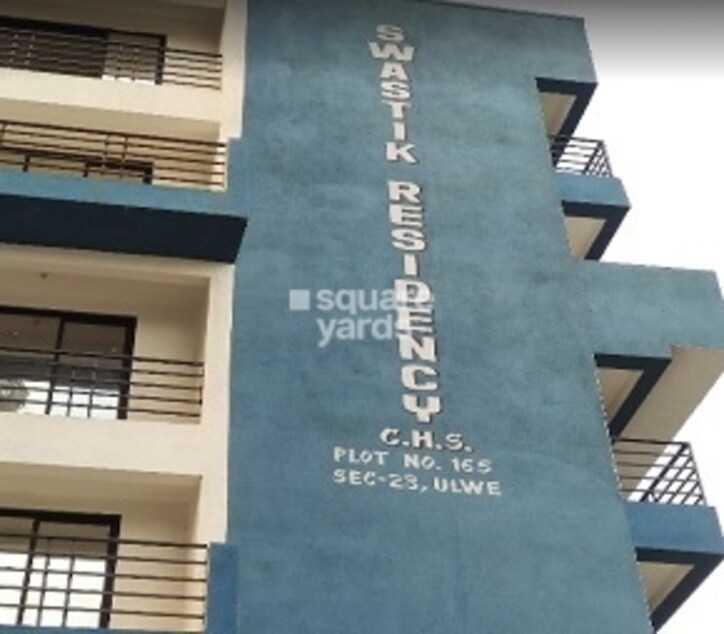 SWASTIK RESIDENCY
square
yards
C.H.S.
PLOT NO. 165
SEC-23, ULWE